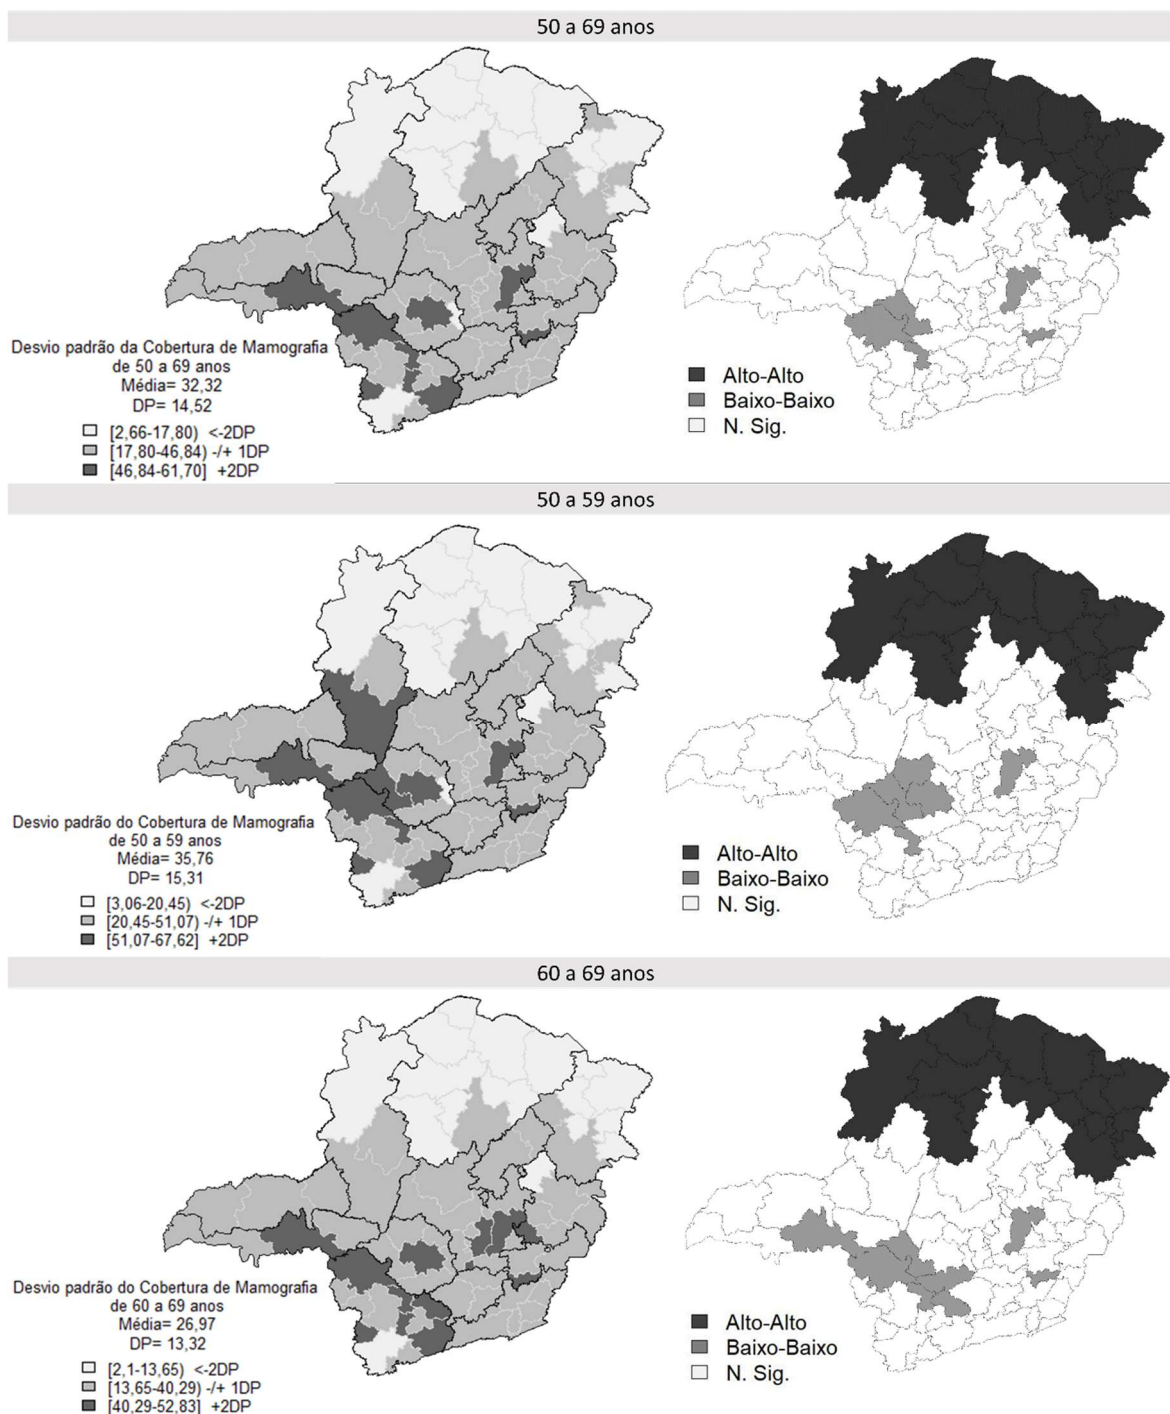 50 a 69 anos
Desvio padrão da Cobertura de Mamografia
de 50 a 69 anos
Média= 32,32
DP= 14,52
[2,66-17,80) <-2DP
[17,80-46,84) -/+ 1DP
[46,84-61,70] +2DP
Alto-Alto
Baixo-Baixo
N. Sig.
50 a 59 anos
Desvio padrão do Cobertura de Mamografia
de 50 a 59 anos
Média= 35,76
DP= 15,31
[3,06-20,45) <-2DP
[20,45-51,07) -/+ 1DP
[51,07-67,62] +2DP
Alto-Alto
Baixo-Baixo
N. Sig.
60 a 69 anos
Desvio padrão do Cobertura de Mamografia
de 60 a 69 anos
Média= 26,97
DP= 13,32
[2,1-13,65) <-2DP
[13,65-40,29) -/+ 1DP
[40,29-52,83] +2DP
Alto-Alto
Baixo-Baixo
N. Sig.